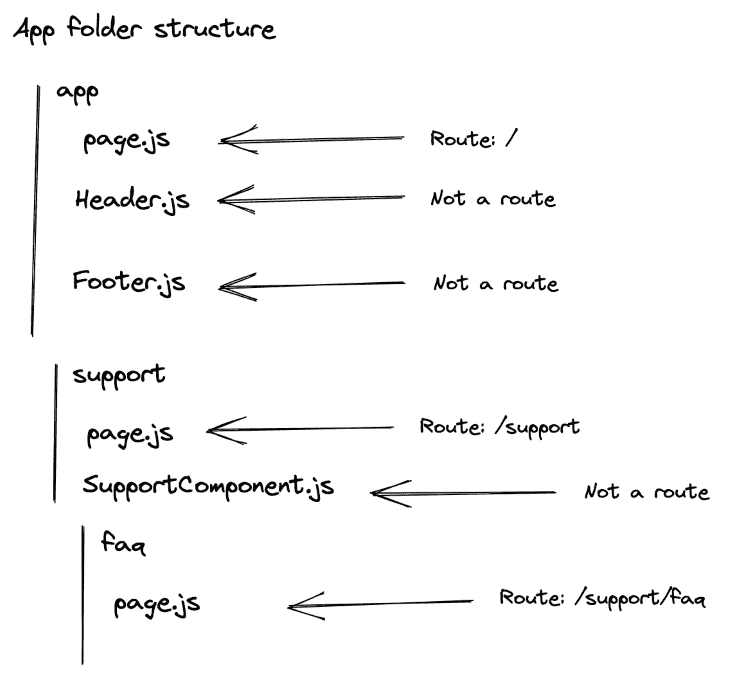 App folder structure
app
page.js
Route: /
Header.js
Not a route
Footer.js
Not a route
support
page.js
Route: /support
SupportComponent.js
Not a route
faq
page.js
Route: /support/faq